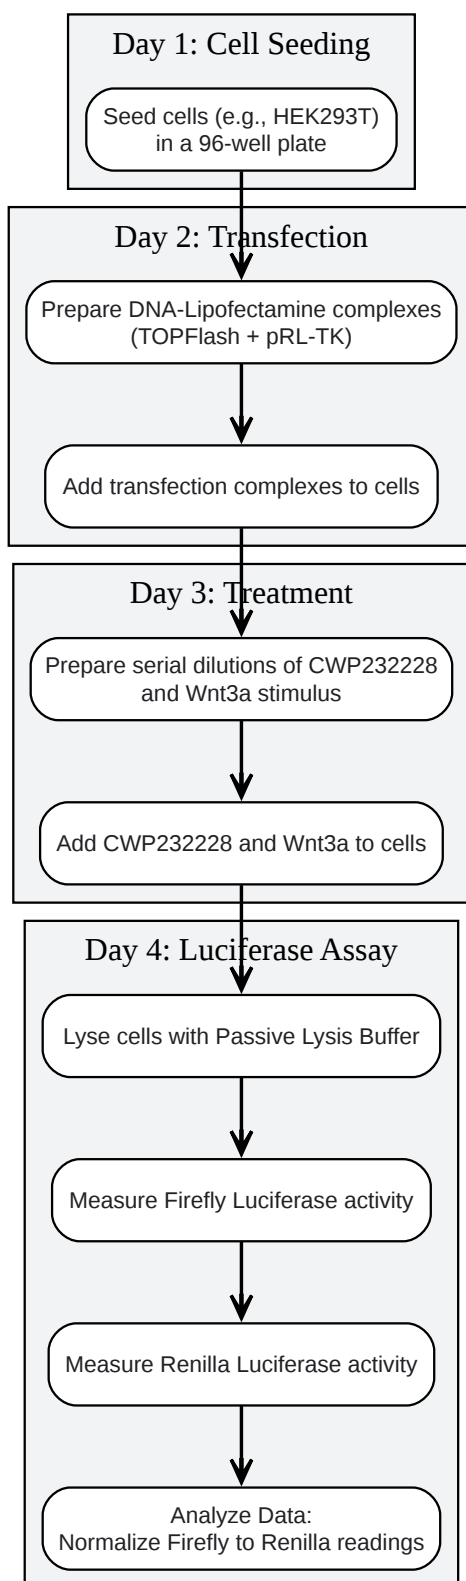 Day 1: Cell Seeding
Seed cells (e.g., HEK293T)
in a 96-well plate
Day 2: Transfection
Prepare DNA-Lipofectamine complexes
(TOPFlash + pRL-TK)
Add transfection complexes to cells
Day 3: Treatment
Prepare serial dilutions of CWP232228
and Wnt3a stimulus
Add CWP232228 and Wnt3a to cells
Day 4: Luciferase Assay
Lyse cells with Passive Lysis Buffer
Measure Firefly Luciferase activity
Measure Renilla Luciferase activity
Analyze Data:
Normalize Firefly to Renilla readings